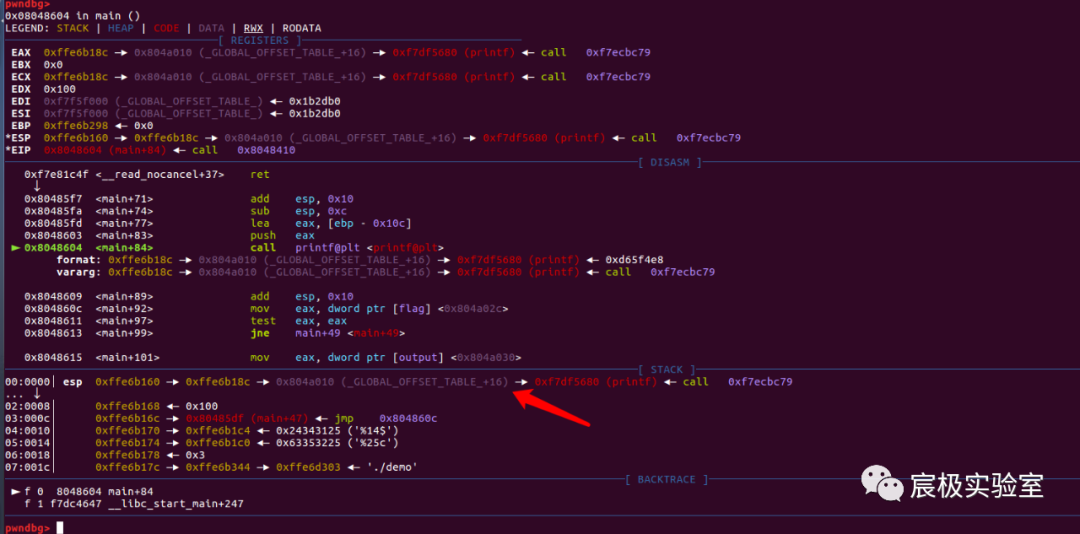 pwndbg>
0x08048604 in main ()
LEGEND: STACK | HEAP | CODE | DATA | RWX | RODATA
[ REGISTERS ]
EAX 0xffe6b18c —▸ 0x804a010 (_GLOBAL_OFFSET_TABLE_+16) —▸ 0xf7df5680 (printf) ◂— call 0xf7ecbc79
EBX 0x0
ECX 0xffe6b18c —▸ 0x804a010 (_GLOBAL_OFFSET_TABLE_+16) —▸ 0xf7df5680 (printf) ◂— call 0xf7ecbc79
EDX 0x100
EDI 0xf7f5f000 (_GLOBAL_OFFSET_TABLE_) ◂— 0x1b2db0
ESI 0xf7f5f000 (_GLOBAL_OFFSET_TABLE_) ◂— 0x1b2db0
EBP 0xffe6b298 ◂— 0x0
*ESP 0xffe6b160 —▸ 0xffe6b18c —▸ 0x804a010 (_GLOBAL_OFFSET_TABLE_+16) —▸ 0xf7df5680 (printf) ◂— call 0xf7ecbc79
*EIP 0x8048604 (main+84) ◂— call 0x8048410
[ DISASM ]
0xf7e81c4f <__read_nocancel+37> ret
↓
0x80485f7 <main+71> add esp, 0x10
0x80485fa <main+74> sub esp, 0xc
0x80485fd <main+77> lea eax, [ebp - 0x10c]
0x8048603 <main+83> push eax
► 0x8048604 <main+84> call printf@plt <printf@plt>
format: 0xffe6b18c —▸ 0x804a010 (_GLOBAL_OFFSET_TABLE_+16) —▸ 0xf7df5680 (printf) ◂— 0xd65f4e8
vararg: 0xffe6b18c —▸ 0x804a010 (_GLOBAL_OFFSET_TABLE_+16) —▸ 0xf7df5680 (printf) ◂— call 0xf7ecbc79
0x8048609 <main+89> add esp, 0x10
0x804860c <main+92> mov eax, dword ptr [flag] <0x804a02c>
0x8048611 <main+97> test eax, eax
0x8048613 <main+99> jne main+49 <main+49>
0x8048615 <main+101> mov eax, dword ptr [output] <0x804a030>
[ STACK ]
00:0000│ esp 0xffe6b160 —▸ 0xffe6b18c —▸ 0x804a010 (_GLOBAL_OFFSET_TABLE_+16) —▸ 0xf7df5680 (printf) ◂— call 0xf7ecbc79
... ↓
02:0008│ 0xffe6b168 ◂— 0x100
03:000c│ 0xffe6b16c —▸ 0x80485df (main+47) ◂— jmp 0x804860c
04:0010│ 0xffe6b170 —▸ 0xffe6b1c4 ◂— 0x24343125 ('%14$')
05:0014│ 0xffe6b174 —▸ 0xffe6b1c0 ◂— 0x63353225 ('%25c')
06:0018│ 0xffe6b178 ◂— 0x3
07:001c│ 0xffe6b17c —▸ 0xffe6b344 —▸ 0xffe6d303 ◂— './demo'
[ BACKTRACE ]
► f 0 8048604 main+84
f 1 f7dc4647 __libc_start_main+247
pwndbg>
宸极实验室